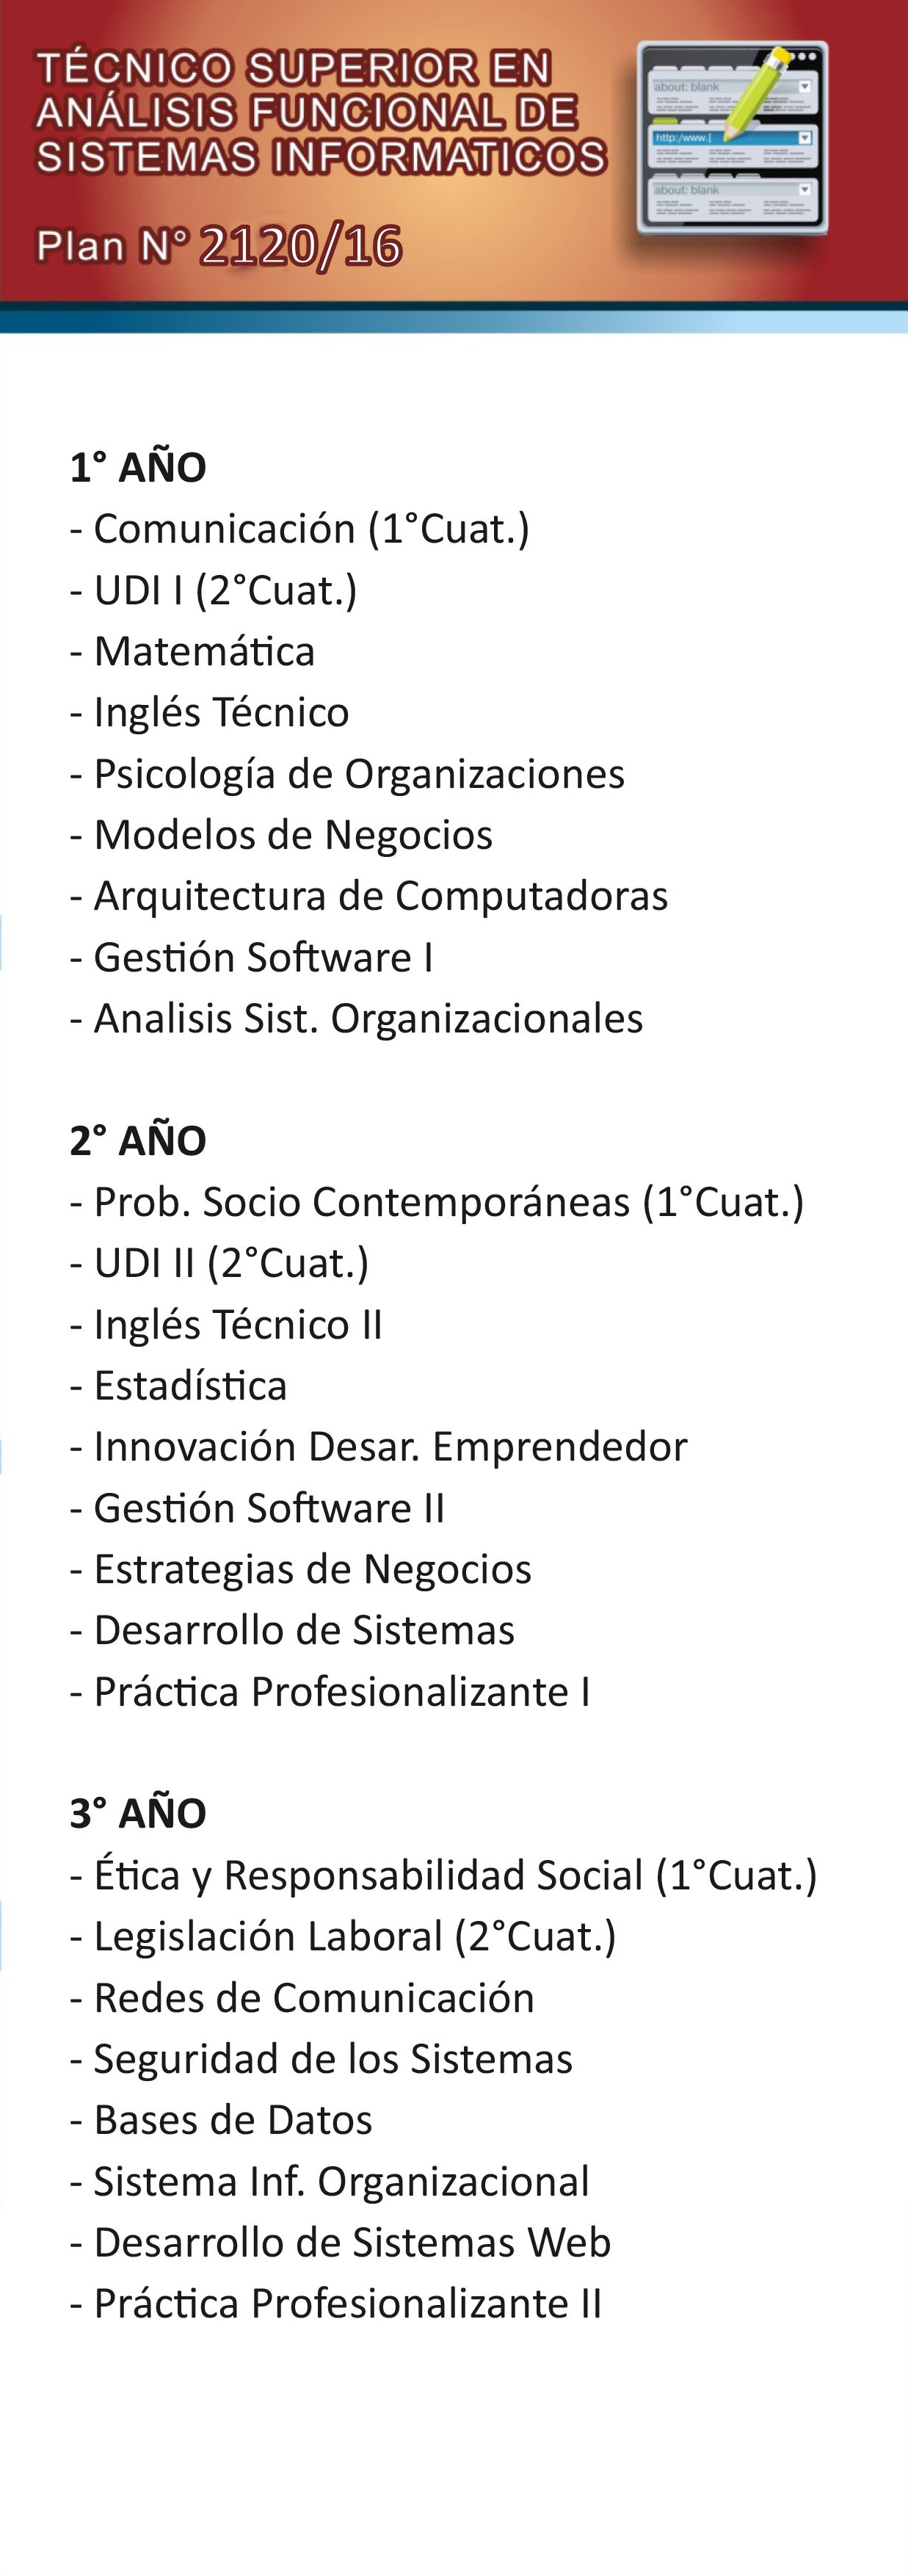 TÉCNICO SUPERIOR EN
ANÁLISIS FUNCIONAL DE
SISTEMAS INFORMATICOS
Plan N° 2120/16
about: blank
http:/www.[
about: blank
1° AÑO
- Comunicación (1°Cuat.)
- UDI I (2°Cuat.)
- Matemática
- Inglés Técnico
- Psicología de Organizaciones
- Modelos de Negocios
- Arquitectura de Computadoras
- Gestión Software I
- Analisis Sist. Organizacionales
2° AÑO
- Prob. Socio Contemporáneas (1°Cuat.)
- UDI II (2°Cuat.)
- Inglés Técnico II
- Estadística
- Innovación Desar. Emprendedor
- Gestión Software II
- Estrategias de Negocios
- Desarrollo de Sistemas
- Práctica Profesionalizante I
3° AÑO
- Ética y Responsabilidad Social (1°Cuat.)
- Legislación Laboral (2°Cuat.)
- Redes de Comunicación
- Seguridad de los Sistemas
- Bases de Datos
- Sistema Inf. Organizacional
- Desarrollo de Sistemas Web
- Práctica Profesionalizante II